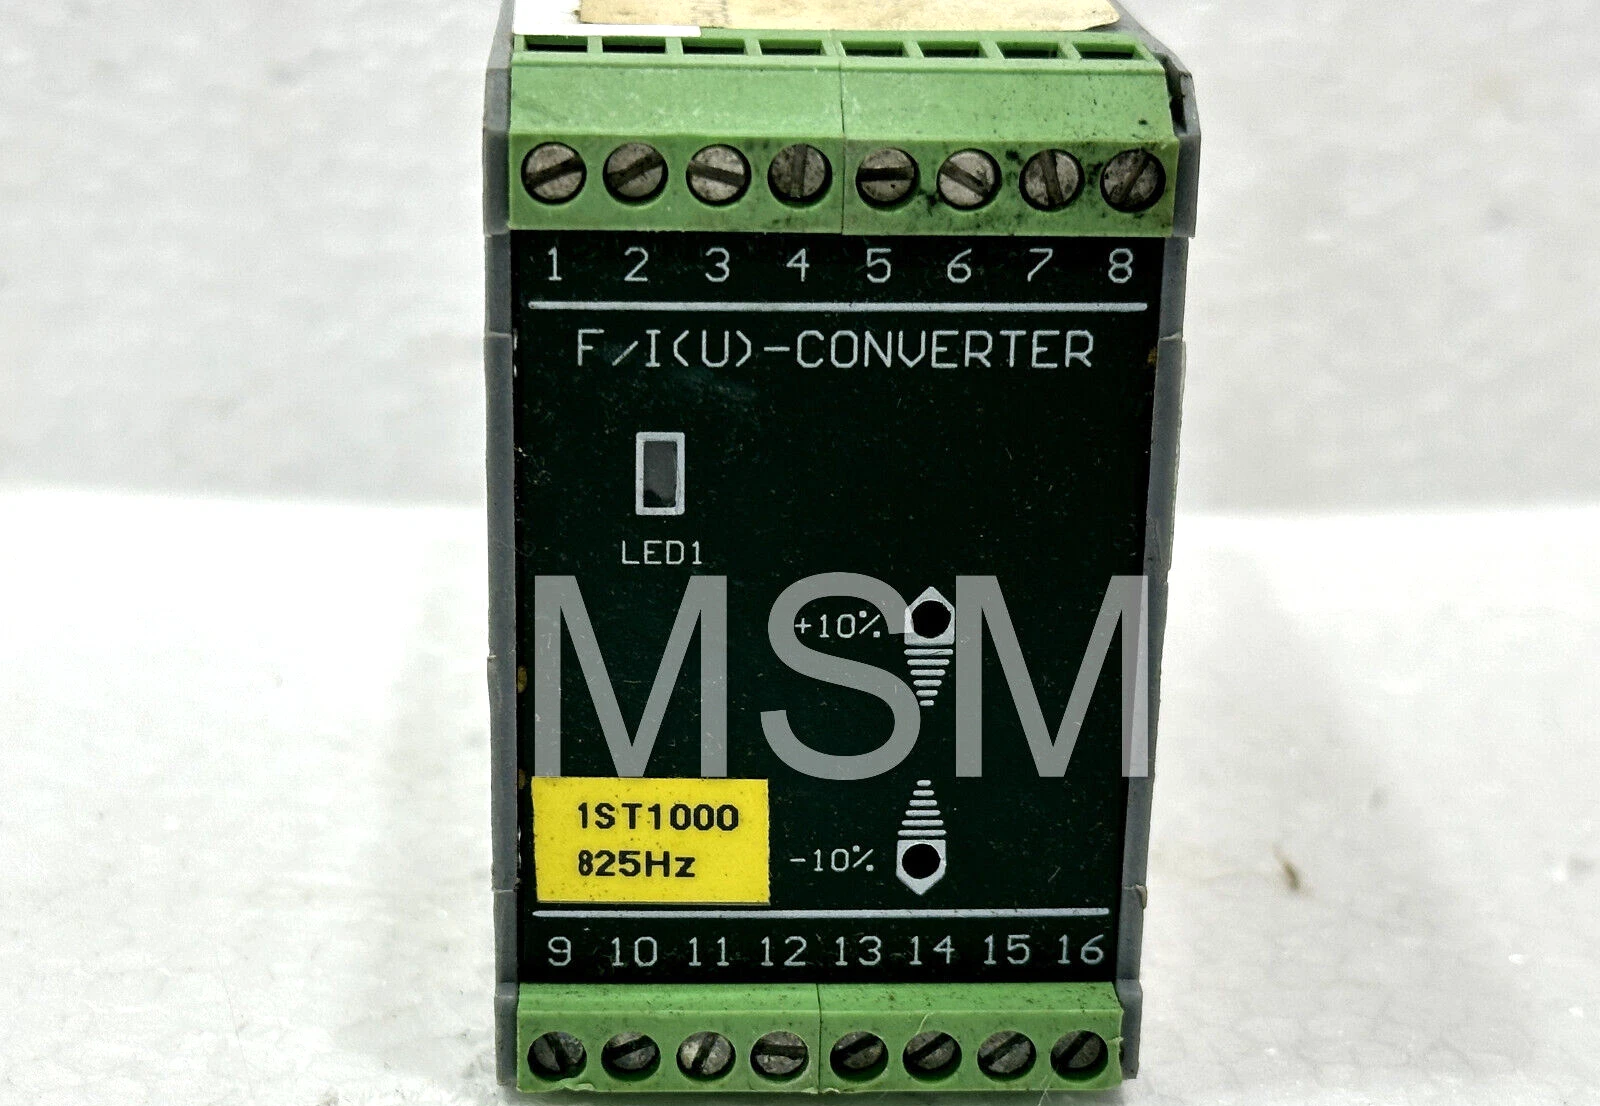 1 2 3 4 5 6 7 8
F/I(U)-CONVERTER
LED1
+10%
MSM
1ST1000
825Hz
-10%
9 10 11 12 13 14 15 16